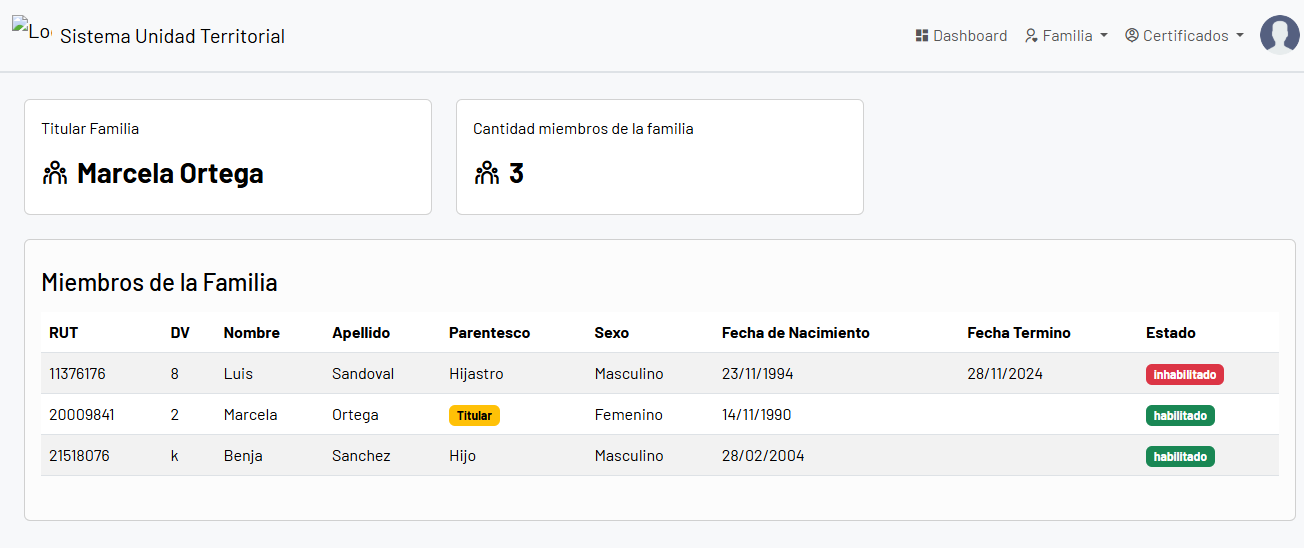 Lo Sistema Unidad Territorial Dashboard Familia Certificados
Titular Familia
Marcela Ortega
Cantidad miembros de la familia
3
Miembros de la Familia
RUT DV Nombre Apellido Parentesco Sexo Fecha de Nacimiento Fecha Termino Estado
11376176 8 Luis Sandoval Hijastro Masculino 23/11/1994 28/11/2024 inhabilitado
20009841 2 Marcela Ortega Titular Femenino 14/11/1990 habilitado
21518076 k Benja Sanchez Hijo Masculino 28/02/2004 habilitado